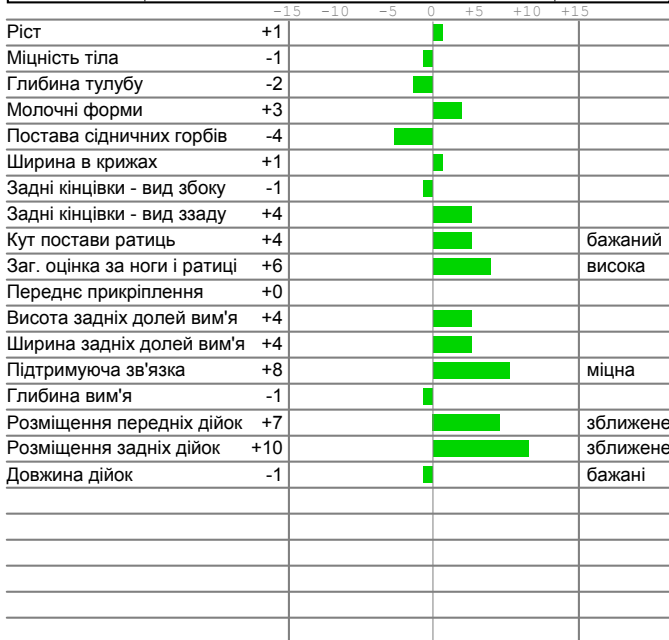 -15 -10 -5 0 +5 +10 +15
Ріст +1
Міцність тіла -1
Глибина тулубу -2
Молочні форми +3
Постава сідничних горбів -4
Ширина в крижах +1
Задні кінцівки - вид збоку -1
Задні кінцівки - вид ззаду +4
Кут постави ратиць +4 бажаний
Заг. оцінка за ноги і ратиці +6 висока
Переднє прикріплення +0
Висота задніх долей вим'я +4
Ширина задніх долей вим'я +4
Підтримуюча зв'язка +8 міцна
Глибина вим'я -1
Розміщення передніх дійок +7 зближене
Розміщення задніх дійок +10 зближене
Довжина дійок -1 бажані